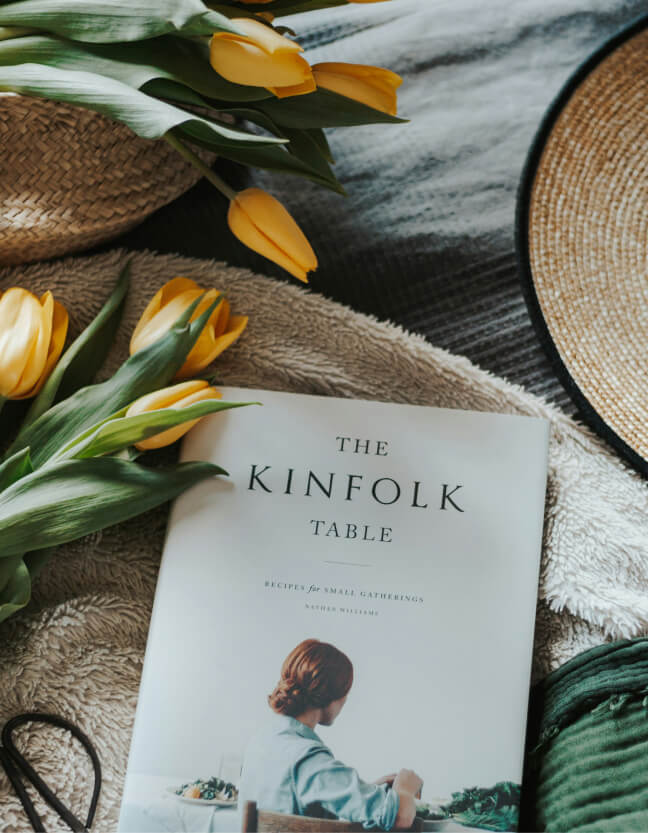 THE
KINFOLK
TABLE
RECIPES for SMALL GATHERINGS
NATHAN WILLIAMS